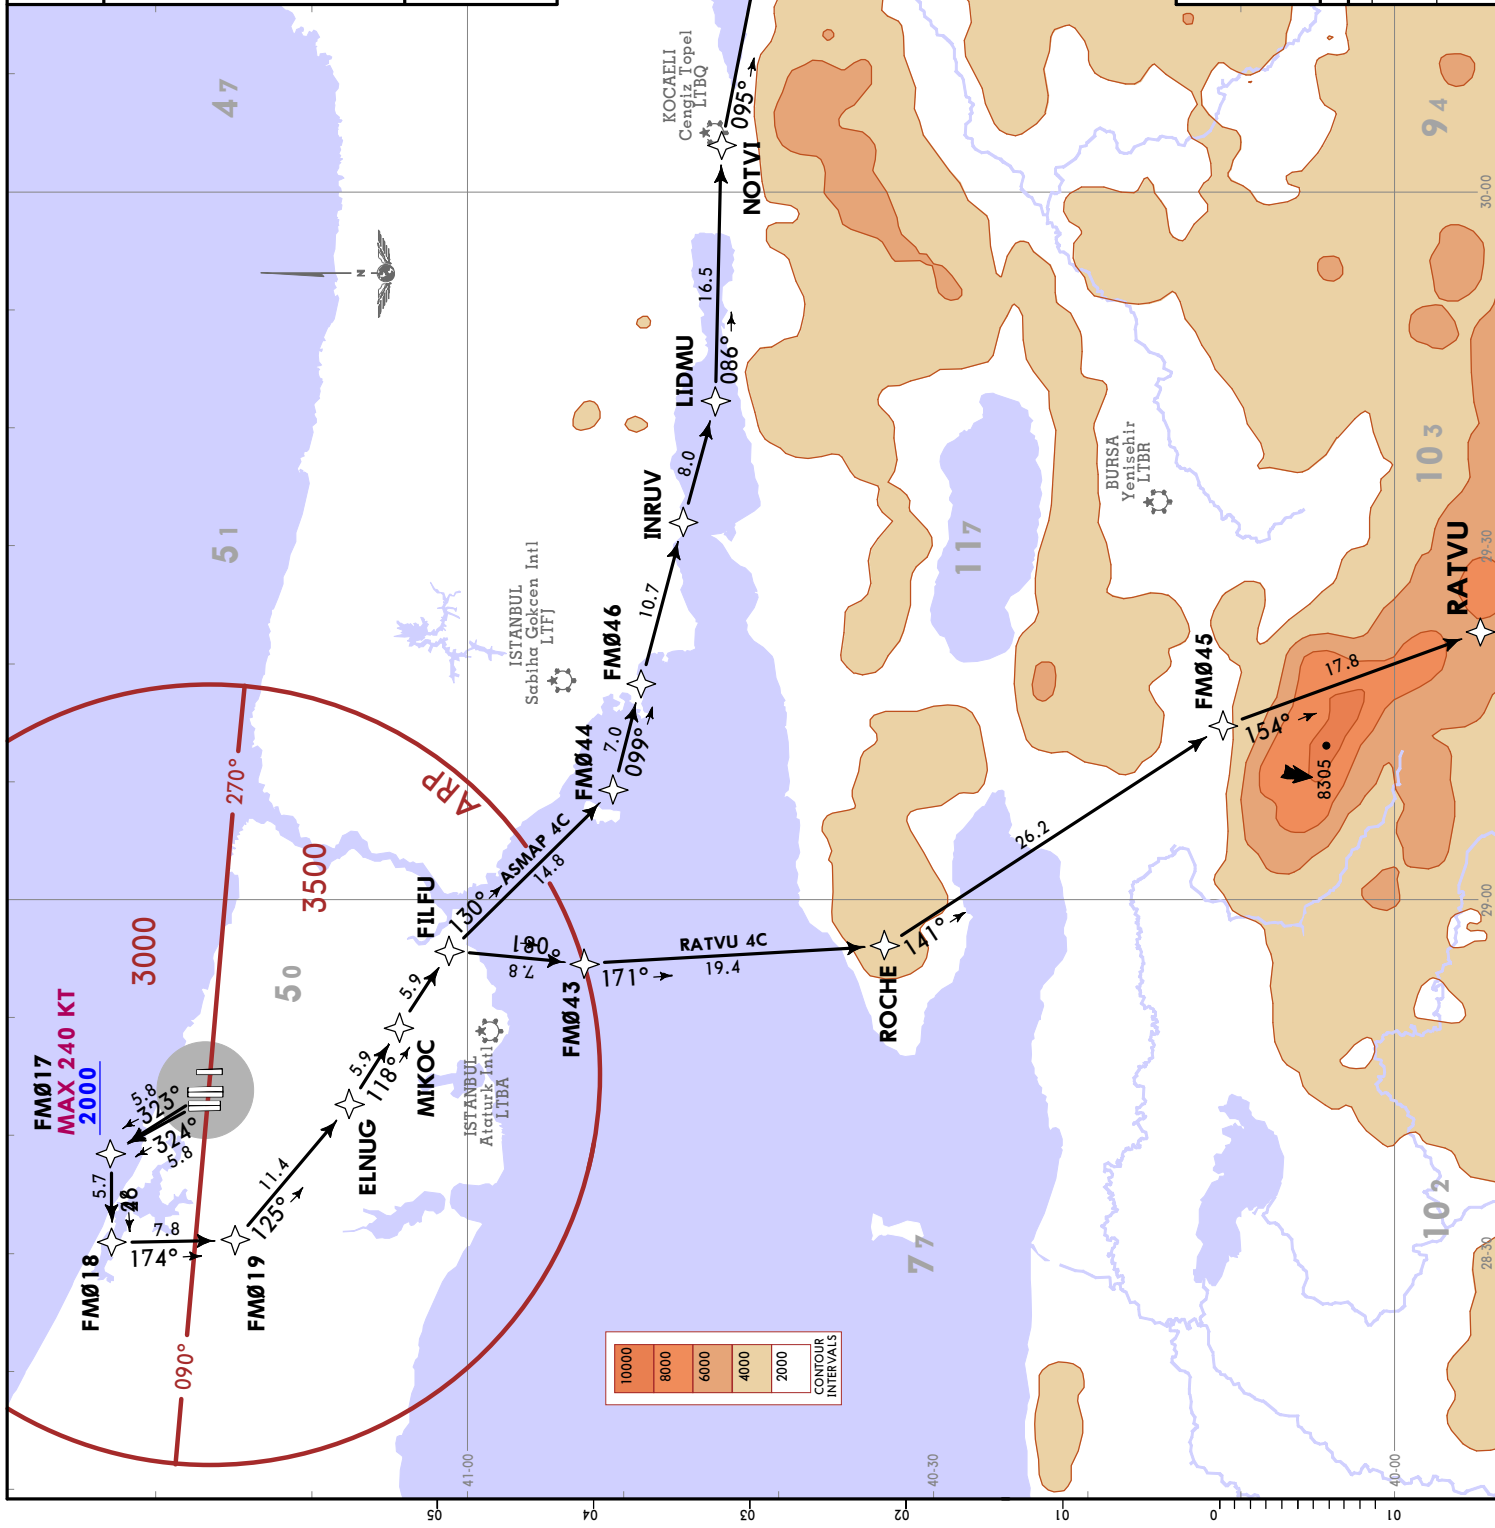 47
KOCAELI
Cengiz Topel
LTBQ
095°
NOTVI
94
30-00
N
16.5
086°
LIDMU
8.0
INRUV
10.7
51
ISTANBUL
Sabiha Gokcen Intl
LTFJ
FMØ46
7.0
099°
FMØ44
103
BURSA
Yenisehir
LTBR
117
29-30
RATVU
17.8
154°
FMØ45
8305
270°
ARP
3500
3000
50
FILFU
130°
ASMAP 4C
14.8
081°
7.8
FMØ43
171°
RATVU 4C
19.4
ROCHE
141°
26.2
29-00
5.9
MIKOC
5.9
118°
ISTANBUL
Ataturk Intl
LTBA
ELNUG
11.4
125°
FMØ17
MAX 240 KT
2000
5.8
323°
324°
5.8
5.7
7.8
174°
FMØ18
FMØ19
090°
77
102
28-30
10000
8000
6000
4000
2000
CONTOUR
INTERVALS
41-00
40-30
40-00
05
04
03
02
01
0
10